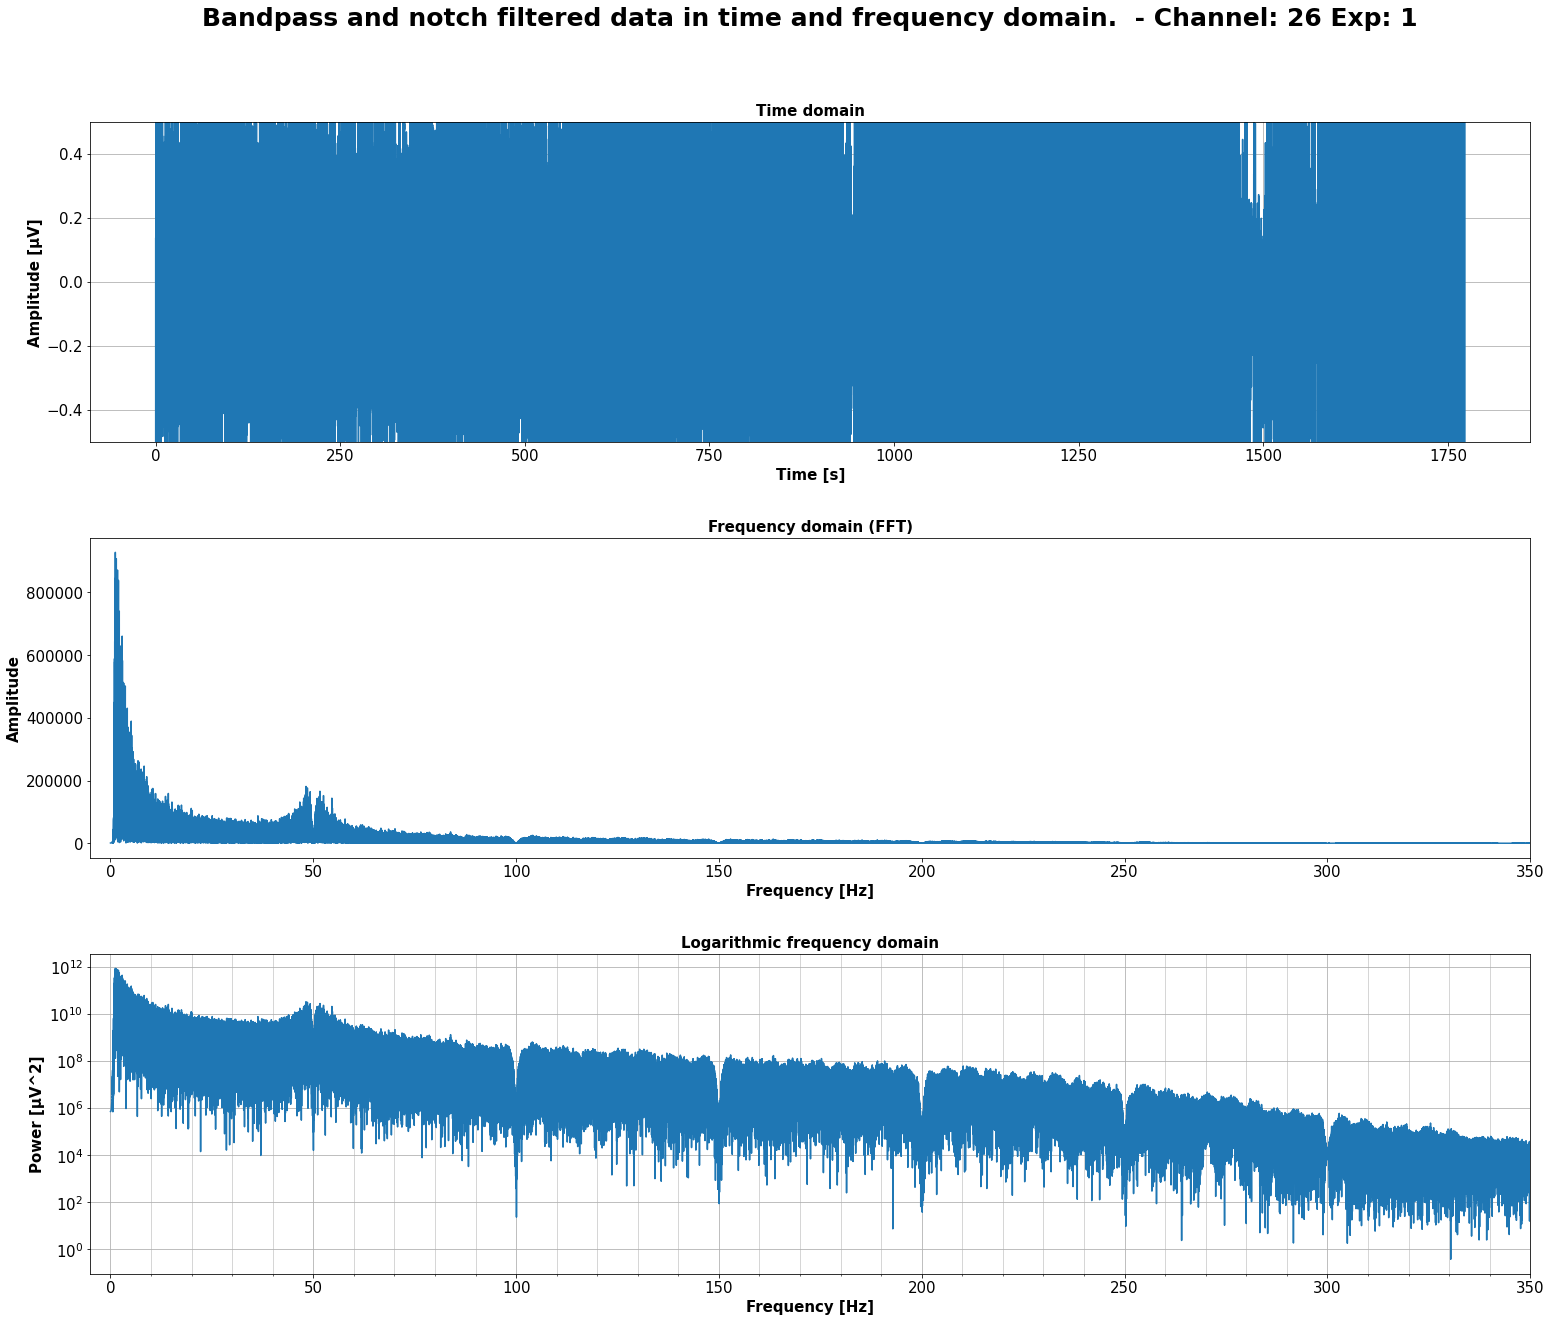 Bandpass and notch filtered data in time and frequency domain.  - Channel: 26 Exp: 1
Time domain
Amplitude [µV]
0.4
0.2
0.0
−0.2
−0.4
0 250 500 750 1000 1250 1500 1750
Time [s]
Frequency domain (FFT)
Amplitude
800000
600000
400000
200000
0
0 50 100 150 200 250 300 350
Frequency [Hz]
Logarithmic frequency domain
Power [µV^2]
10^12
10^10
10^8
10^6
10^4
10^2
10^0
0 50 100 150 200 250 300 350
Frequency [Hz]